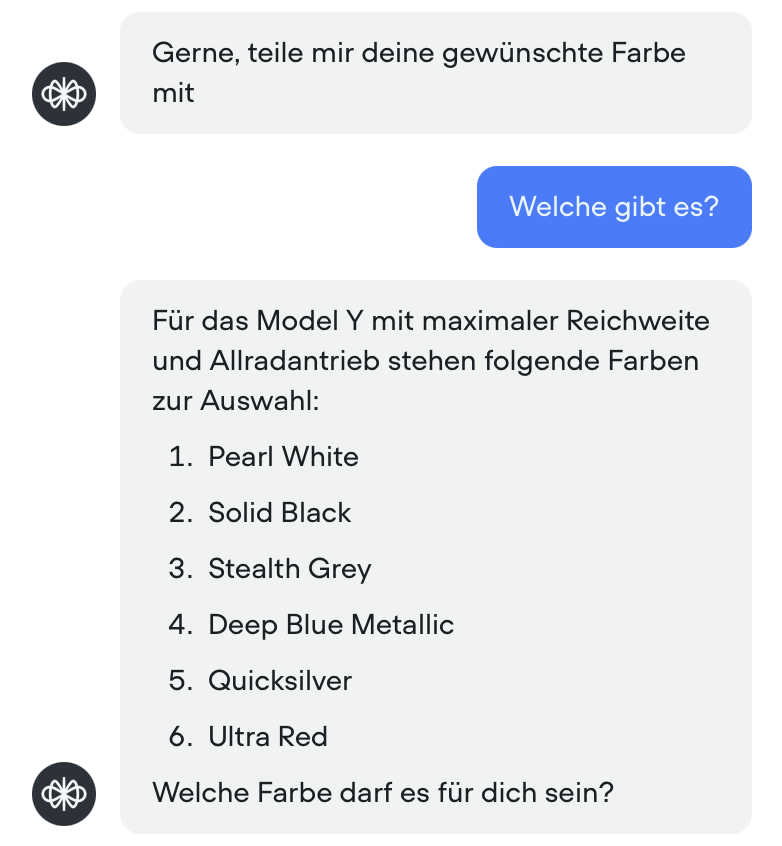 Gerne, teile mir deine gewünschte Farbe
mit
Welche gibt es?
Für das Model Y mit maximaler Reichweite
und Allradantrieb stehen folgende Farben
zur Auswahl:
1. Pearl White
2. Solid Black
3. Stealth Grey
4. Deep Blue Metallic
5. Quicksilver
6. Ultra Red
Welche Farbe darf es für dich sein?